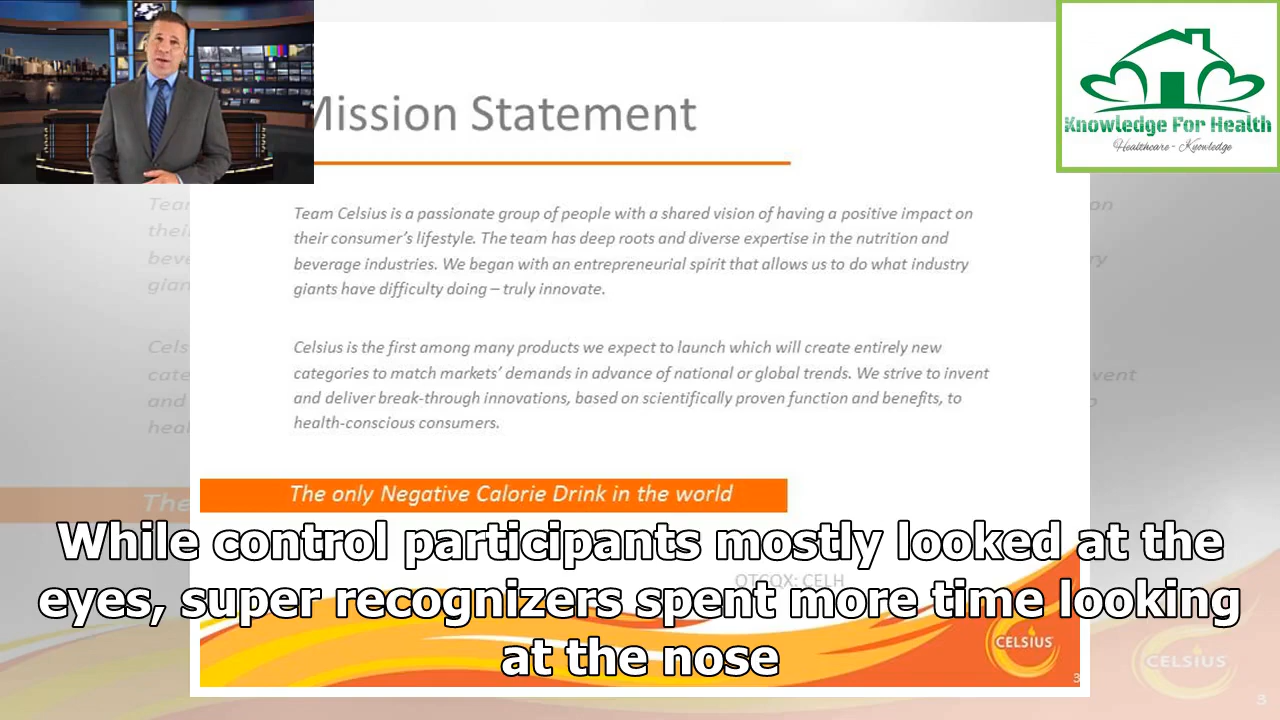 Mission Statement
Knowledge For Health
Healthcare - Knowledge
Team Celsius is a passionate group of people with a shared vision of having a positive impact on
their consumer's lifestyle. The team has deep roots and diverse expertise in the nutrition and
beverage industries. We began with an entrepreneurial spirit that allows us to do what industry
giants have difficulty doing – truly innovate.
Celsius is the first among many products we expect to launch which will create entirely new
categories to match markets' demands in advance of national or global trends. We strive to invent
and deliver break-through innovations, based on scientifically proven function and benefits, to
health-conscious consumers.
The only Negative Calorie Drink in the world
OTCQX: CELH
While control participants mostly looked at the
eyes, super recognizers spent more time looking
at the nose
CELSIUS
3
CELSIUS
3